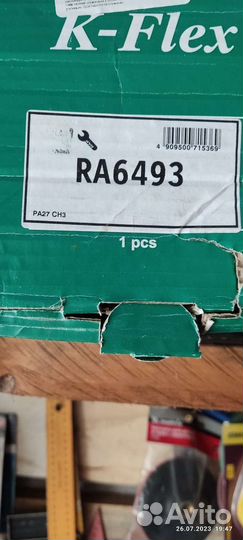 K-Flex
4 909500 715369
RA6493
PA27 CH3
1 pcs
Avito
26.07.2023 19:47